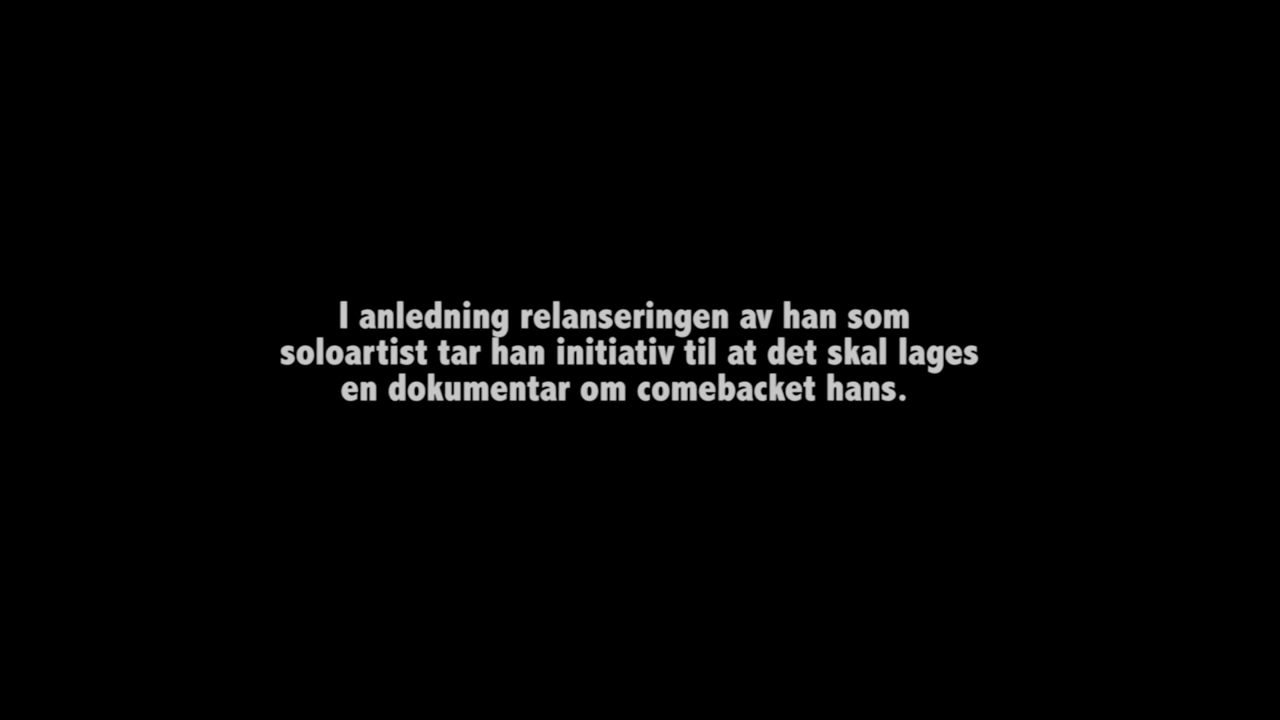 I anledning relanseringen av han som
soloartist tar han initiativ til at det skal lages
en dokumentar om comebacket hans.